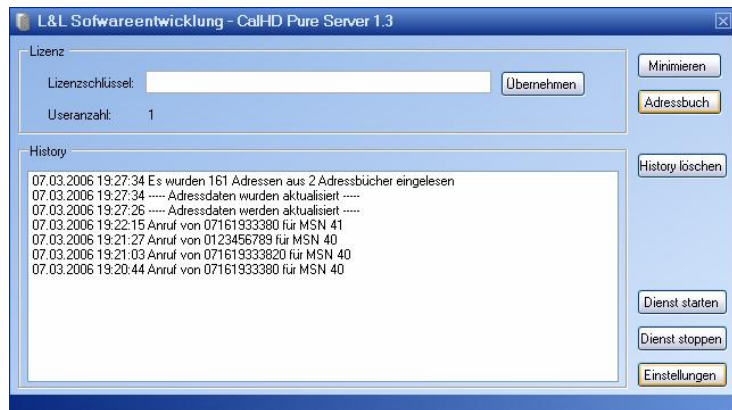 L&L Sofwareentwicklung - CalHD Pure Server 1.3
Lizenz
Lizenzschlüssel:
Übernehmen
Useranzahl: 1
Minimieren
Adressbuch
History
History löschen
07.03.2006 19:27:34 Es wurden 161 Adressen aus 2 Adressbücher eingelesen
07.03.2006 19:27:34 ----- Adressdaten wurden aktualisiert -----
07.03.2006 19:27:26 ----- Adressdaten werden aktualisiert -----
07.03.2006 19:22:15 Anruf von 07161933380 für MSN 41
07.03.2006 19:21:27 Anruf von 0123456789 für MSN 40
07.03.2006 19:21:03 Anruf von 071619333820 für MSN 40
07.03.2006 19:20:44 Anruf von 07161933380 für MSN 40
Dienst starten
Dienst stoppen
Einstellungen